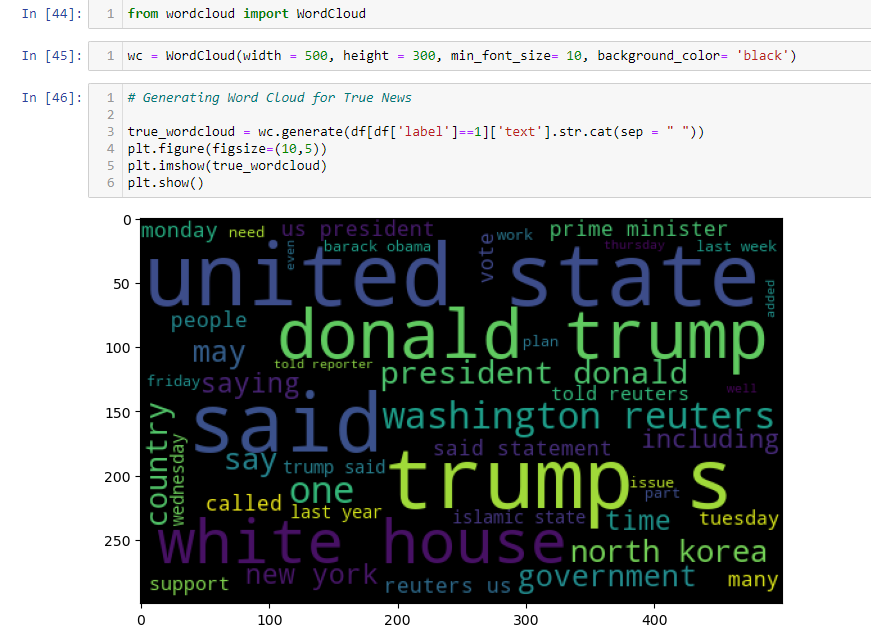 In [44]: 1 from wordcloud import WordCloud
In [45]: 1 wc = WordCloud(width = 500, height = 300, min_font_size= 10, background_color= 'black')
In [46]: 1 # Generating Word Cloud for True News
2
3 true_wordcloud = wc.generate(df[df['label']==1]['text'].str.cat(sep = " "))
4 plt.figure(figsize=(10,5))
5 plt.imshow(true_wordcloud)
6 plt.show()
0
50
100
150
200
250
monday need us president prime minister
even barack obama vote work thursday last week
united state
added
people donald trump
may plan
told reporter president donald
friday saying told reuters well
country said washington reuters
wednesday said statement including
say trump said trump s issue
called one part
last year islamic state time tuesday
white house north korea
support new york reuters us government many
0 100 200 300 400